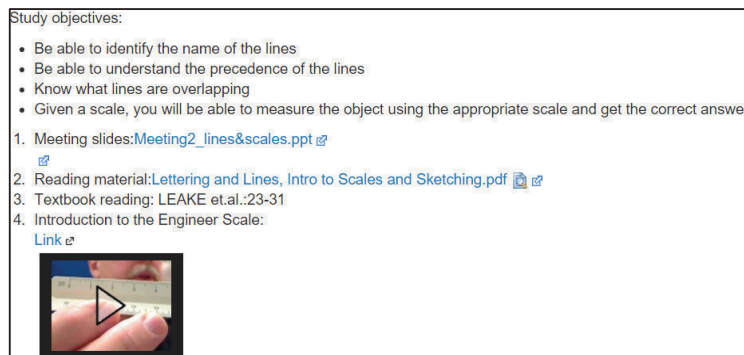 Study objectives:
Be able to identify the name of the lines
Be able to understand the precedence of the lines
Know what lines are overlapping
Given a scale, you will be able to measure the object using the appropriate scale and get the correct answe
1. Meeting slides:Meeting2_lines&scales.ppt
2. Reading material:Lettering and Lines, Intro to Scales and Sketching.pdf
3. Textbook reading: LEAKE et.al.:23-31
4. Introduction to the Engineer Scale:
Link